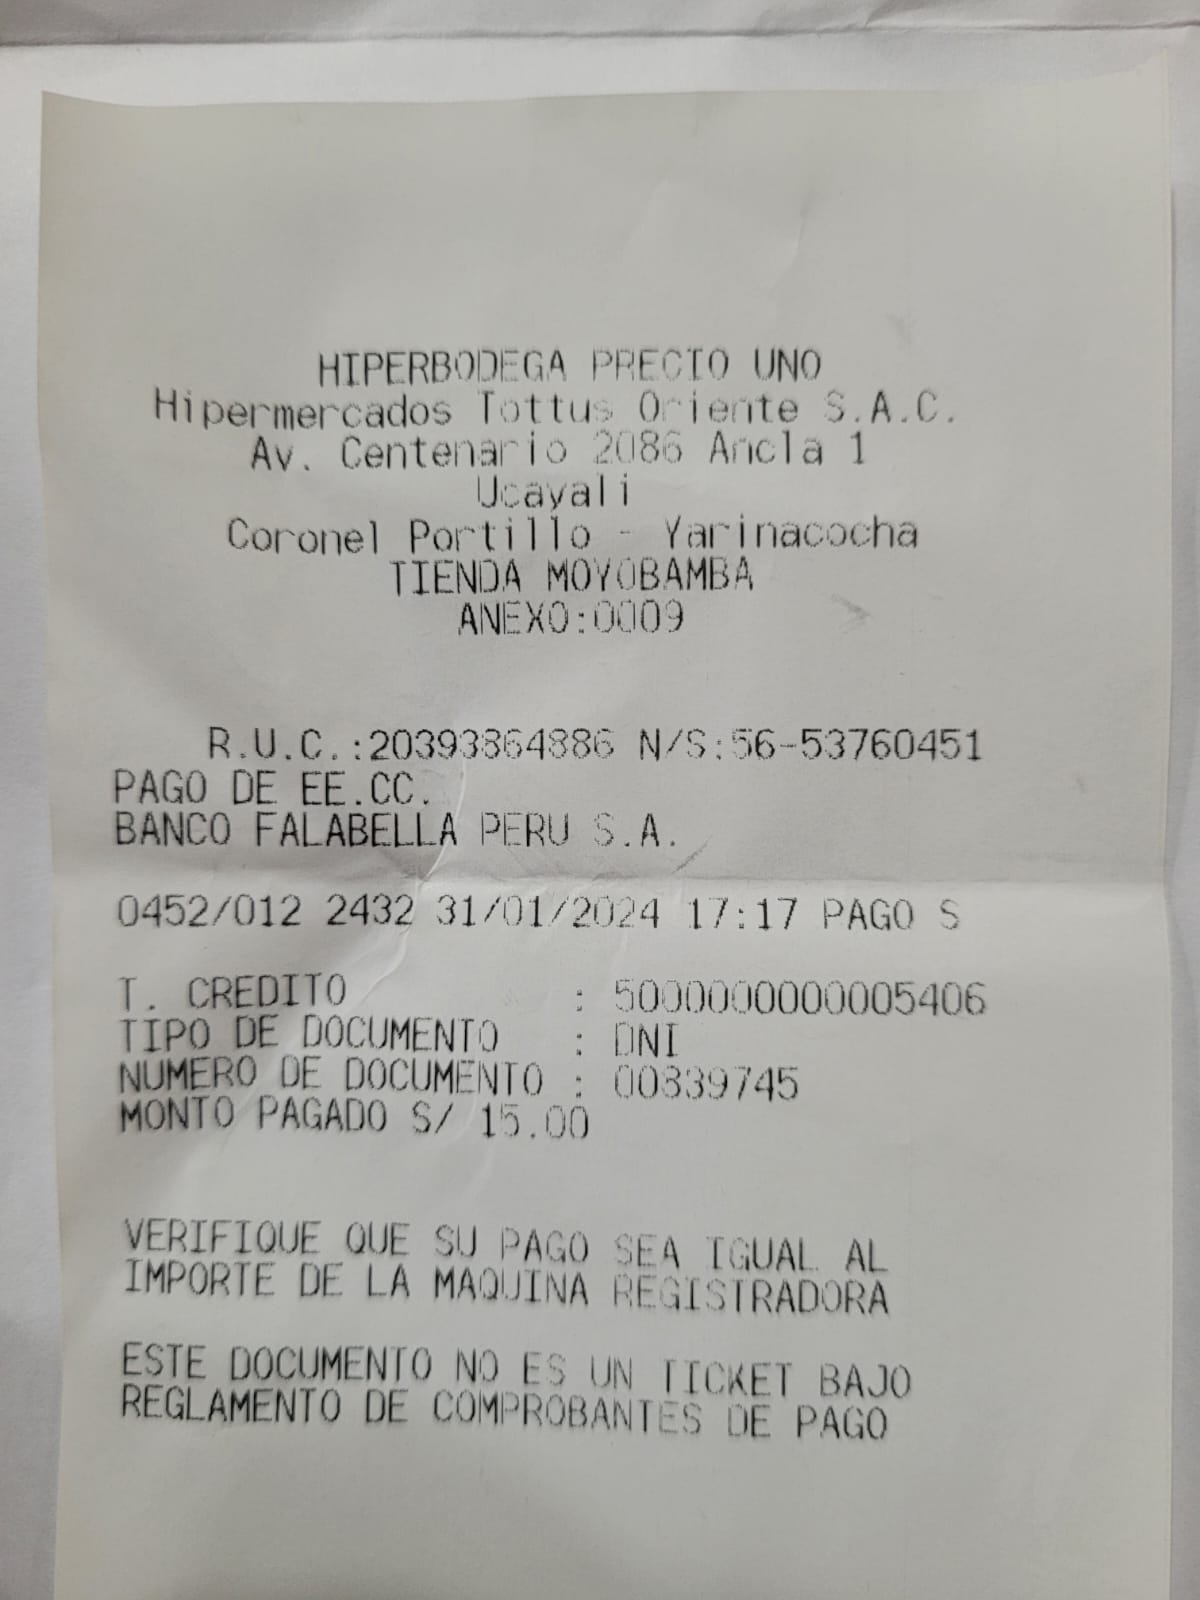 HIPERBODEGA PRECIO UNO
Hipermercados Tottus Oriente S.A.C.
Av. Centenario 2086 Ancla 1
Ucayali
Coronel Portillo - Yarinacocha
TIENDA MOYOBAMBA
ANEXO:0009
R.U.C.:20393864886 N/S:56-53760451
PAGO DE EE.CC.
BANCO FALABELLA PERU S.A.
0452/012 2432 31/01/2024 17:17 PAGO S
T. CREDITO : 5000000000005406
TIPO DE DOCUMENTO : DNI
NUMERO DE DOCUMENTO : 00839745
MONTO PAGADO S/ 15.00
VERIFIQUE QUE SU PAGO SEA IGUAL AL
IMPORTE DE LA MAQUINA REGISTRADORA
ESTE DOCUMENTO NO ES UN TICKET BAJO
REGLAMENTO DE COMPROBANTES DE PAGO